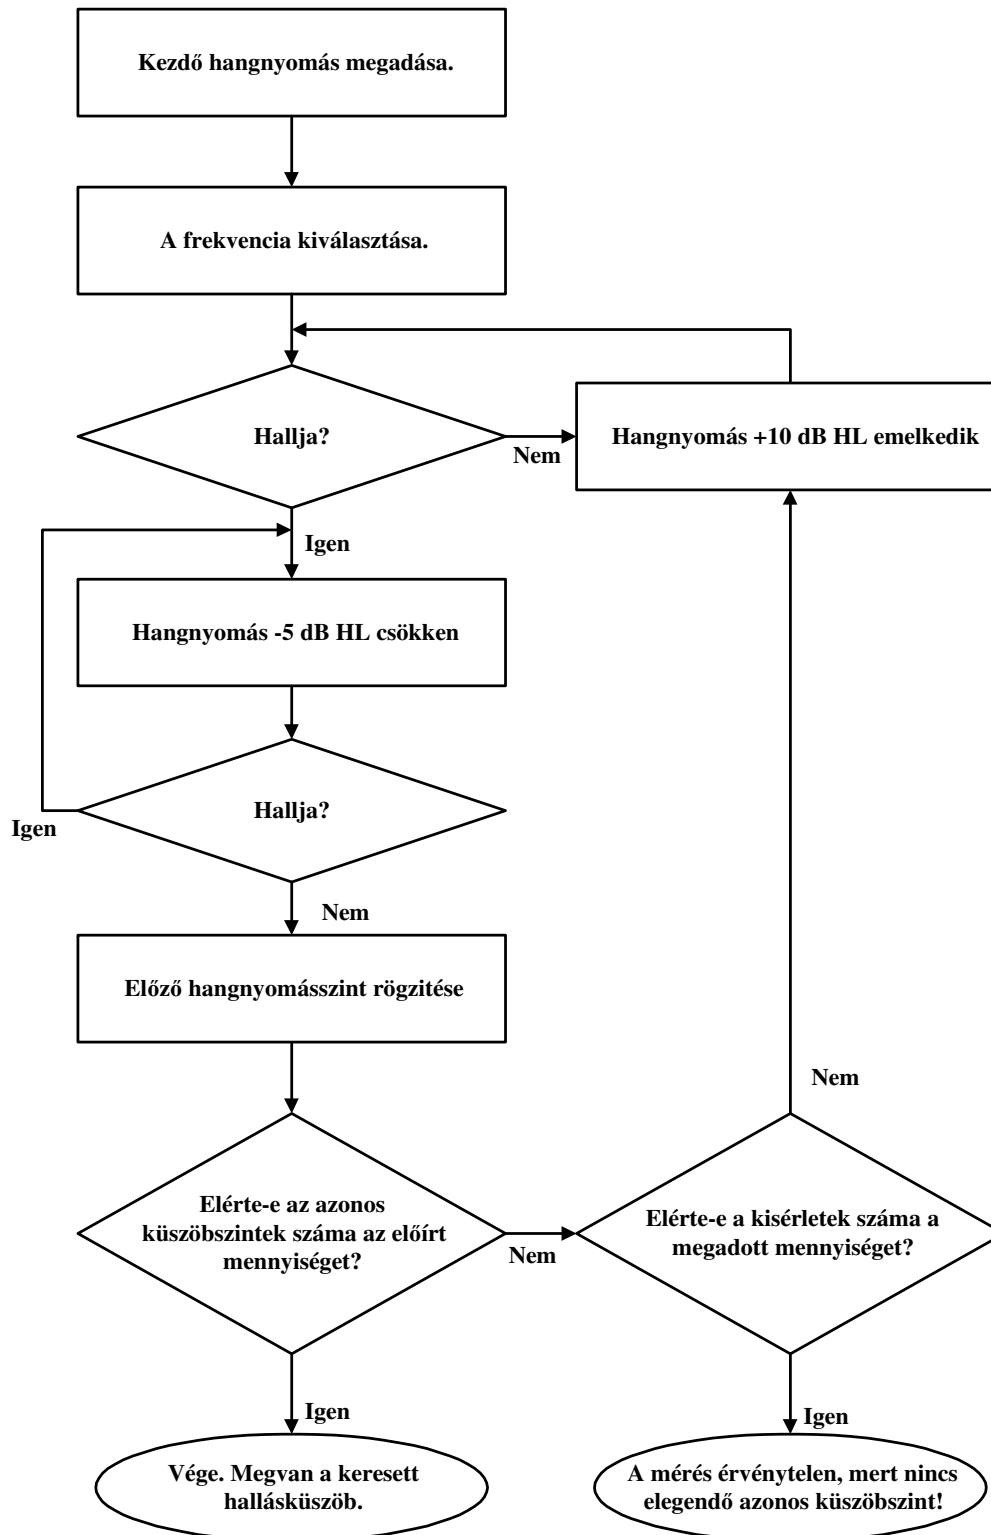 Kezdő hangnyomás megadása.
A frekvencia kiválasztása.
Hallja?
Nem
Hangnyomás +10 dB HL emelkedik
Igen
Hangnyomás -5 dB HL csökken
Hallja?
Igen
Nem
Előző hangnyomásszint rögzitése
Nem
Elérte-e az azonos
küszöbszintek száma az előírt
mennyiséget?
Nem
Elérte-e a kisérletek száma a
megadott mennyiséget?
Igen
Igen
Vége. Megvan a keresett
hallásküszöb.
A mérés érvénytelen, mert nincs
elegendő azonos küszöbszint!